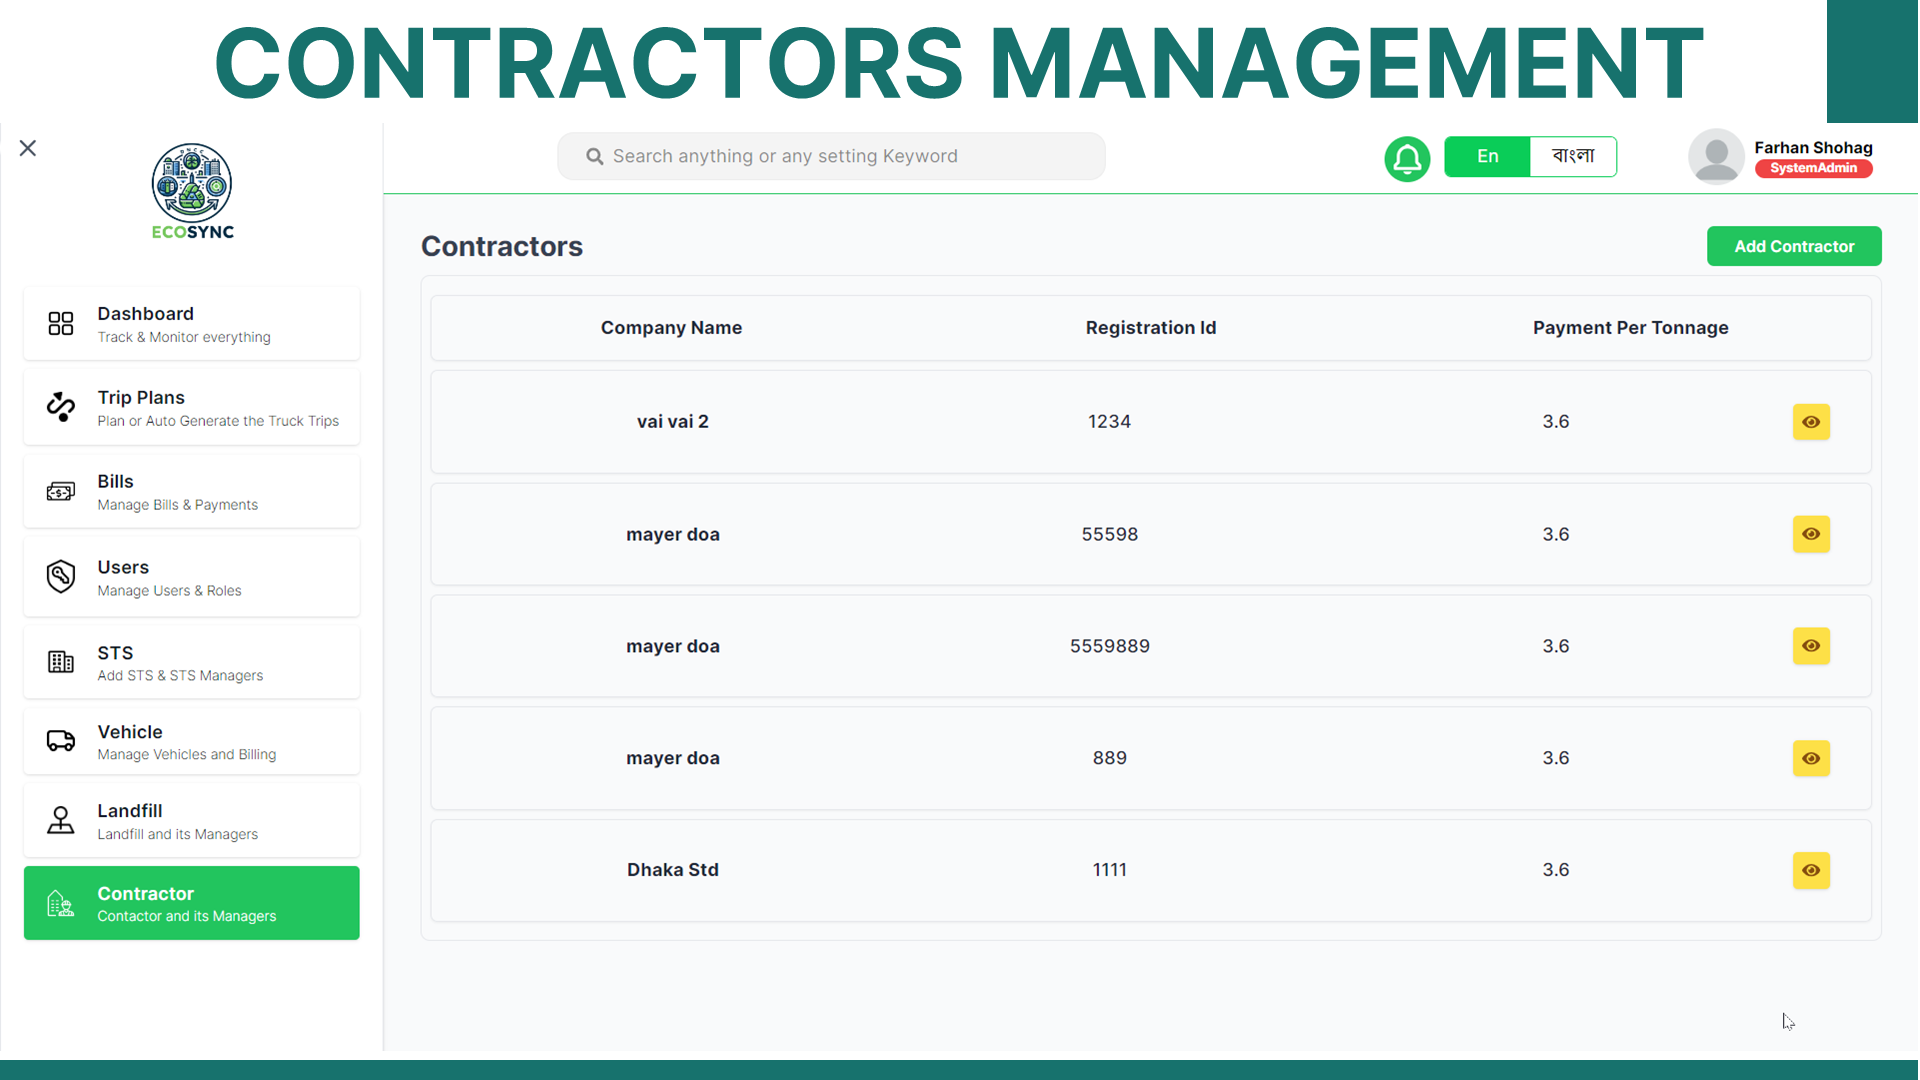 CONTRACTORS MANAGEMENT
DNCC
ECOSYNC
Search anything or any setting Keyword
En
বাংলা
Farhan Shohag
SystemAdmin
Dashboard
Track & Monitor everything
Trip Plans
Plan or Auto Generate the Truck Trips
Bills
Manage Bills & Payments
Users
Manage Users & Roles
STS
Add STS & STS Managers
Vehicle
Manage Vehicles and Billing
Landfill
Landfill and its Managers
Contractor
Contactor and its Managers
Contractors
Add Contractor
Company Name Registration Id Payment Per Tonnage
vai vai 2 1234 3.6
mayer doa 55598 3.6
mayer doa 5559889 3.6
mayer doa 889 3.6
Dhaka Std 1111 3.6